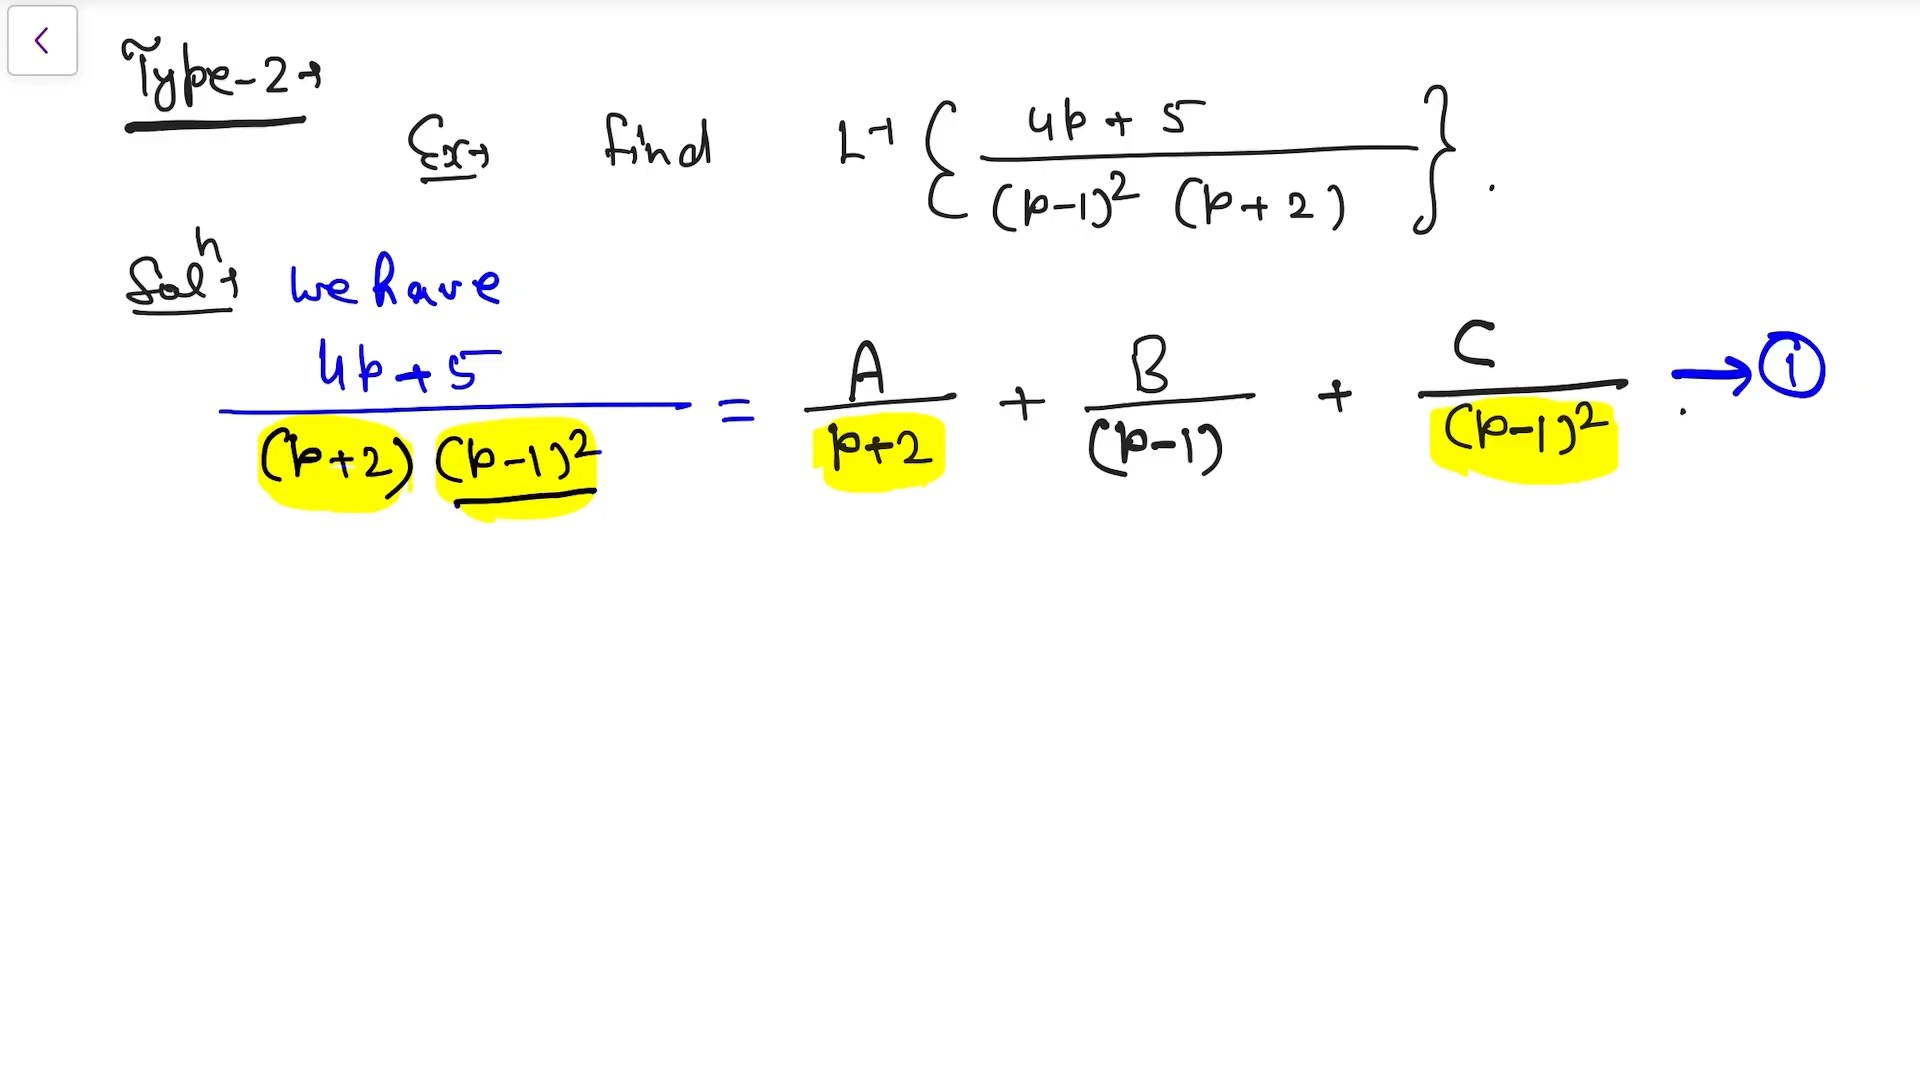 Type-2→
Ex→ find L⁻¹ { (4p + 5) / ((p-1)² (p+2)) } .
Solⁿ→ we have
(4p+5) / ((p+2) (p-1)²) = A/(p+2) + B/(p-1) + C/(p-1)² . → ①